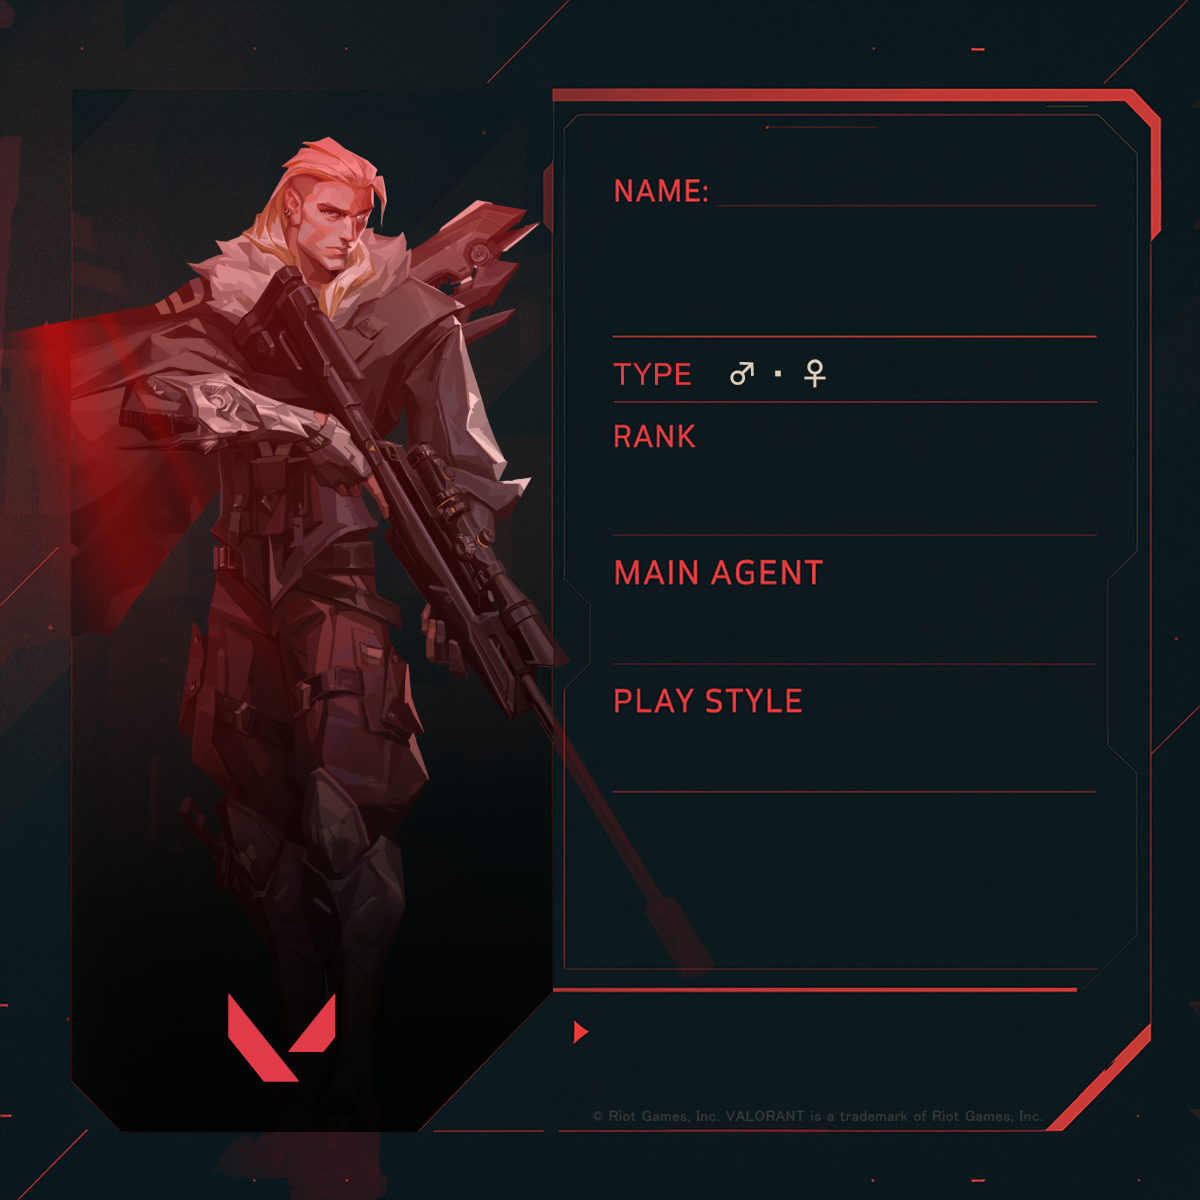 NAME:
TYPE ♂ · ♀
RANK
MAIN AGENT
PLAY STYLE
© Riot Games, Inc. VALORANT is a trademark of Riot Games, Inc.